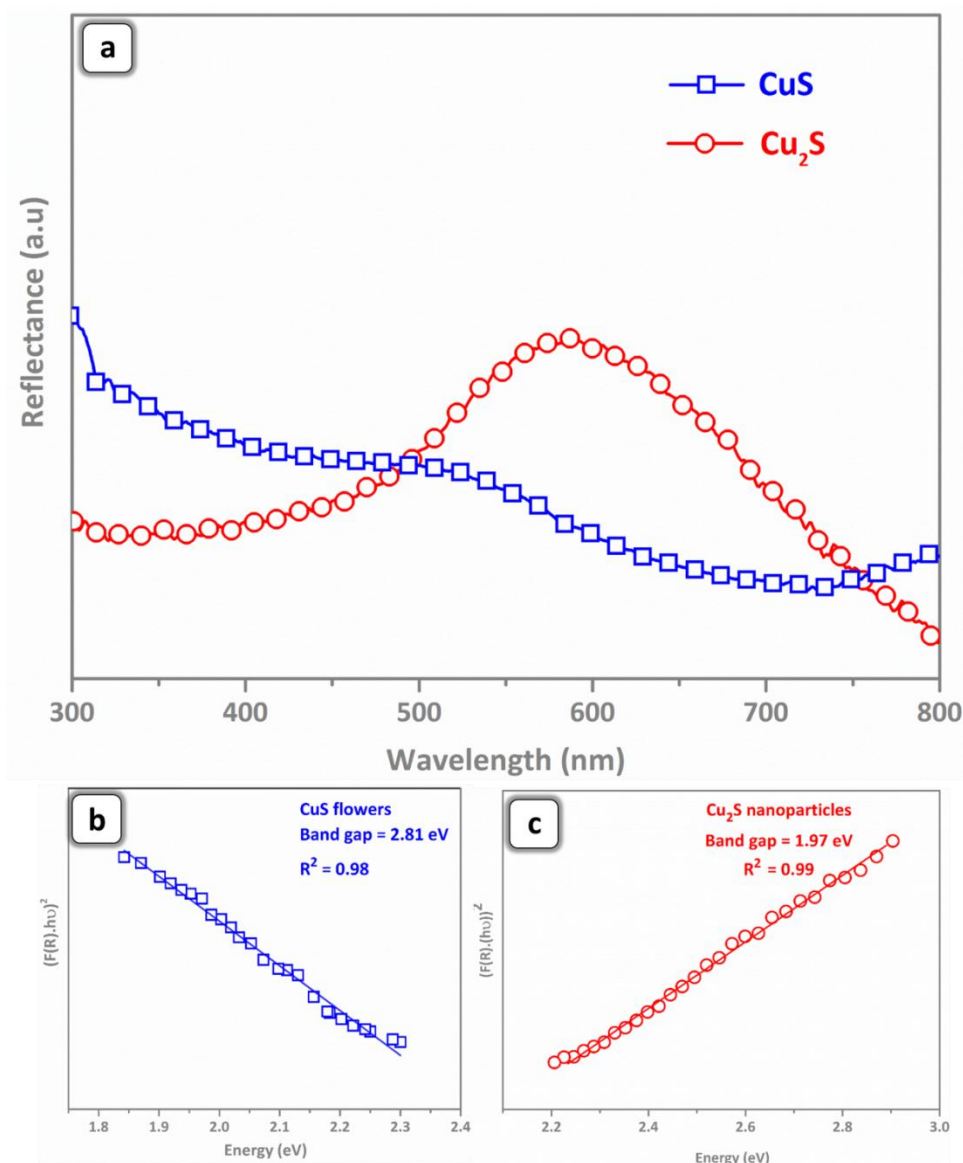 a
CuS
Cu₂S
Reflectance (a.u)
300 400 500 600 700 800
Wavelength (nm)
b
CuS flowers
Band gap = 2.81 eV
R² = 0.98
(F(R).hυ)²
1.8 1.9 2.0 2.1 2.2 2.3 2.4
Energy (eV)
c
Cu₂S nanoparticles
Band gap = 1.97 eV
R² = 0.99
(F(R).(hυ))²
2.2 2.4 2.6 2.8 3.0
Energy (eV)